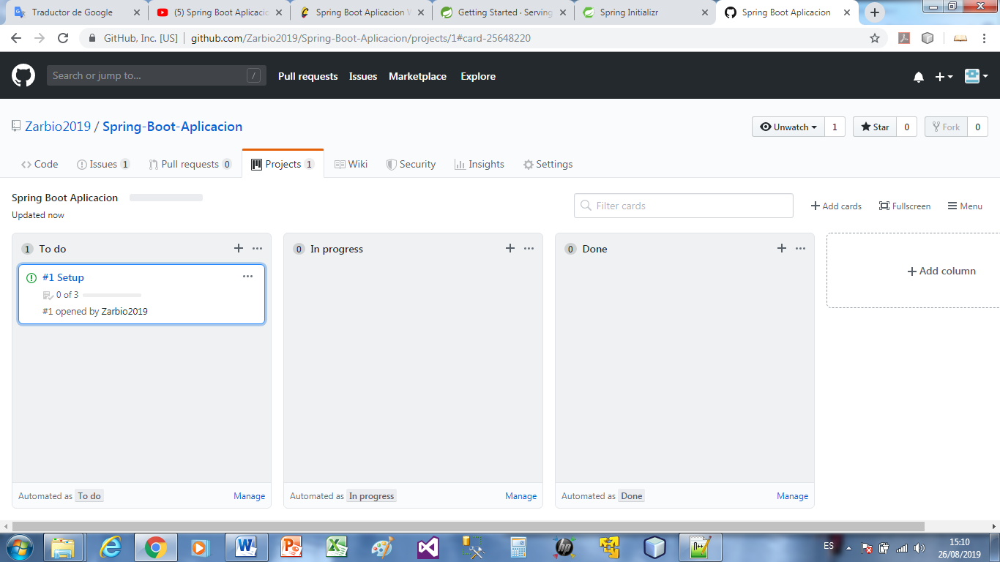 Traductor de Google
(5) Spring Boot Aplicacio
Spring Boot Aplicacion
Getting Started · Serving
Spring Initializr
Spring Boot Aplicacion
GitHub, Inc. [US] | github.com/Zarbio2019/Spring-Boot-Aplicacion/projects/1#card-25648220
Search or jump to... /
Pull requests Issues Marketplace Explore
Zarbio2019 / Spring-Boot-Aplicacion
Unwatch 1 Star 0 Fork 0
Code Issues 1 Pull requests 0 Projects 1 Wiki Security Insights Settings
Spring Boot Aplicacion
Updated now
Filter cards
Add cards Fullscreen Menu
1 To do
#1 Setup
0 of 3
#1 opened by Zarbio2019
Automated as To do Manage
0 In progress
Automated as In progress Manage
0 Done
Automated as Done Manage
Add column
ES
15:10
26/08/2019